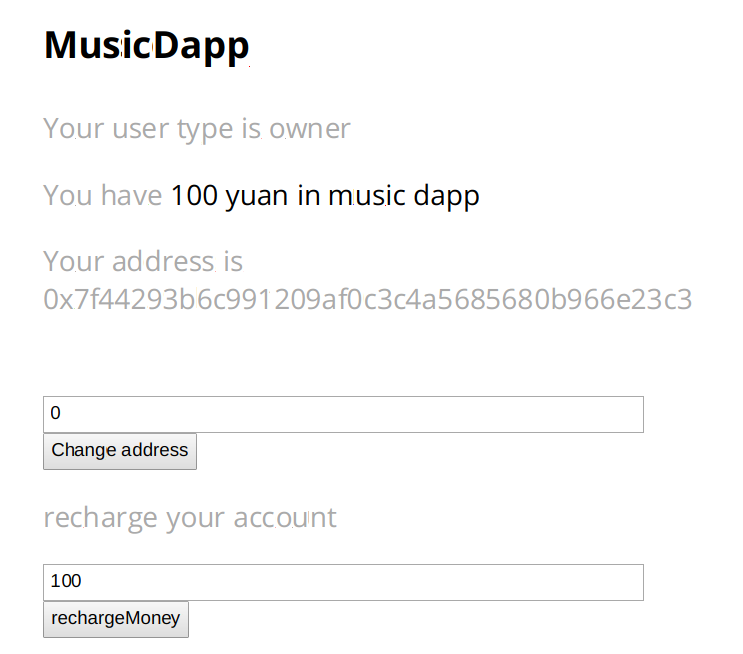 MusicDapp
Your user type is owner
You have 100 yuan in music dapp
Your address is
0x7f44293b6c991209af0c3c4a5685680b966e23c3
0
Change address
recharge your account
100
rechargeMoney